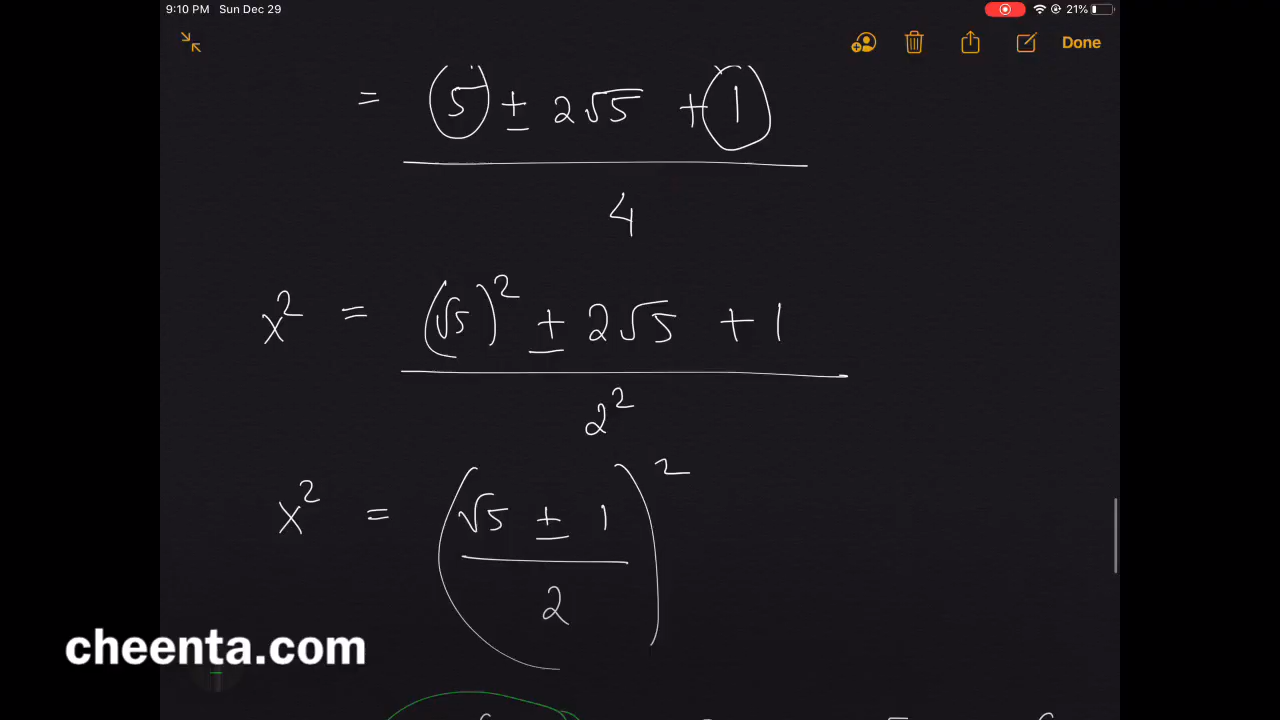 9:10 PM Sun Dec 29 21%
Done
= 5 ± 2√5 + 1
4
x² = (√5)² ± 2√5 + 1
2²
x² = (√5 ± 1)²
2
cheenta.com